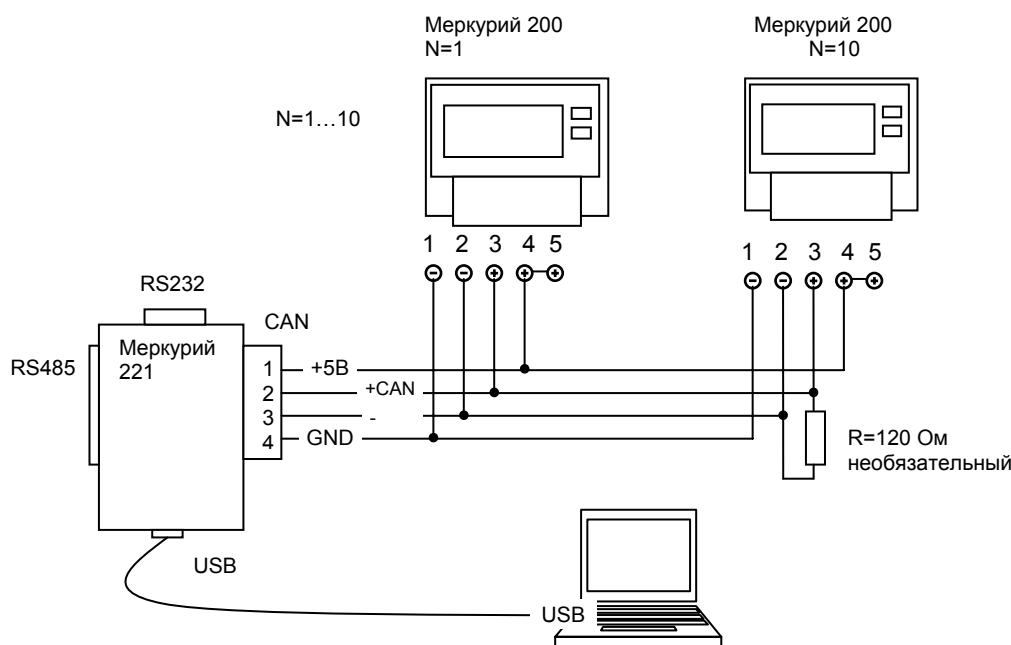 Меркурий 200
N=1
Меркурий 200
N=10
N=1…10
1 2 3 4 5
1 2 3 4 5
RS232
CAN
RS485
Меркурий
221
1 +5В
2 +CAN
3 -
4 GND
R=120 Ом
необязательный
USB
USB